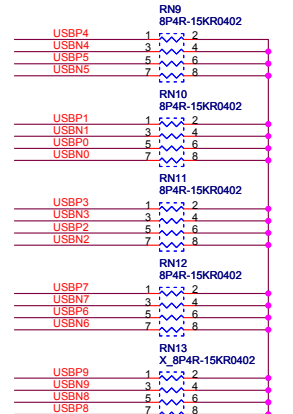 RN9
8P4R-15KR0402
USBP4 1 2
USBN4 3 4
USBP5 5 6
USBN5 7 8
RN10
8P4R-15KR0402
USBP1 1 2
USBN1 3 4
USBP0 5 6
USBN0 7 8
RN11
8P4R-15KR0402
USBP3 1 2
USBN3 3 4
USBP2 5 6
USBN2 7 8
RN12
8P4R-15KR0402
USBP7 1 2
USBN7 3 4
USBP6 5 6
USBN6 7 8
RN13
X_8P4R-15KR0402
USBP9 1 2
USBN9 3 4
USBN8 5 6
USBP8 7 8